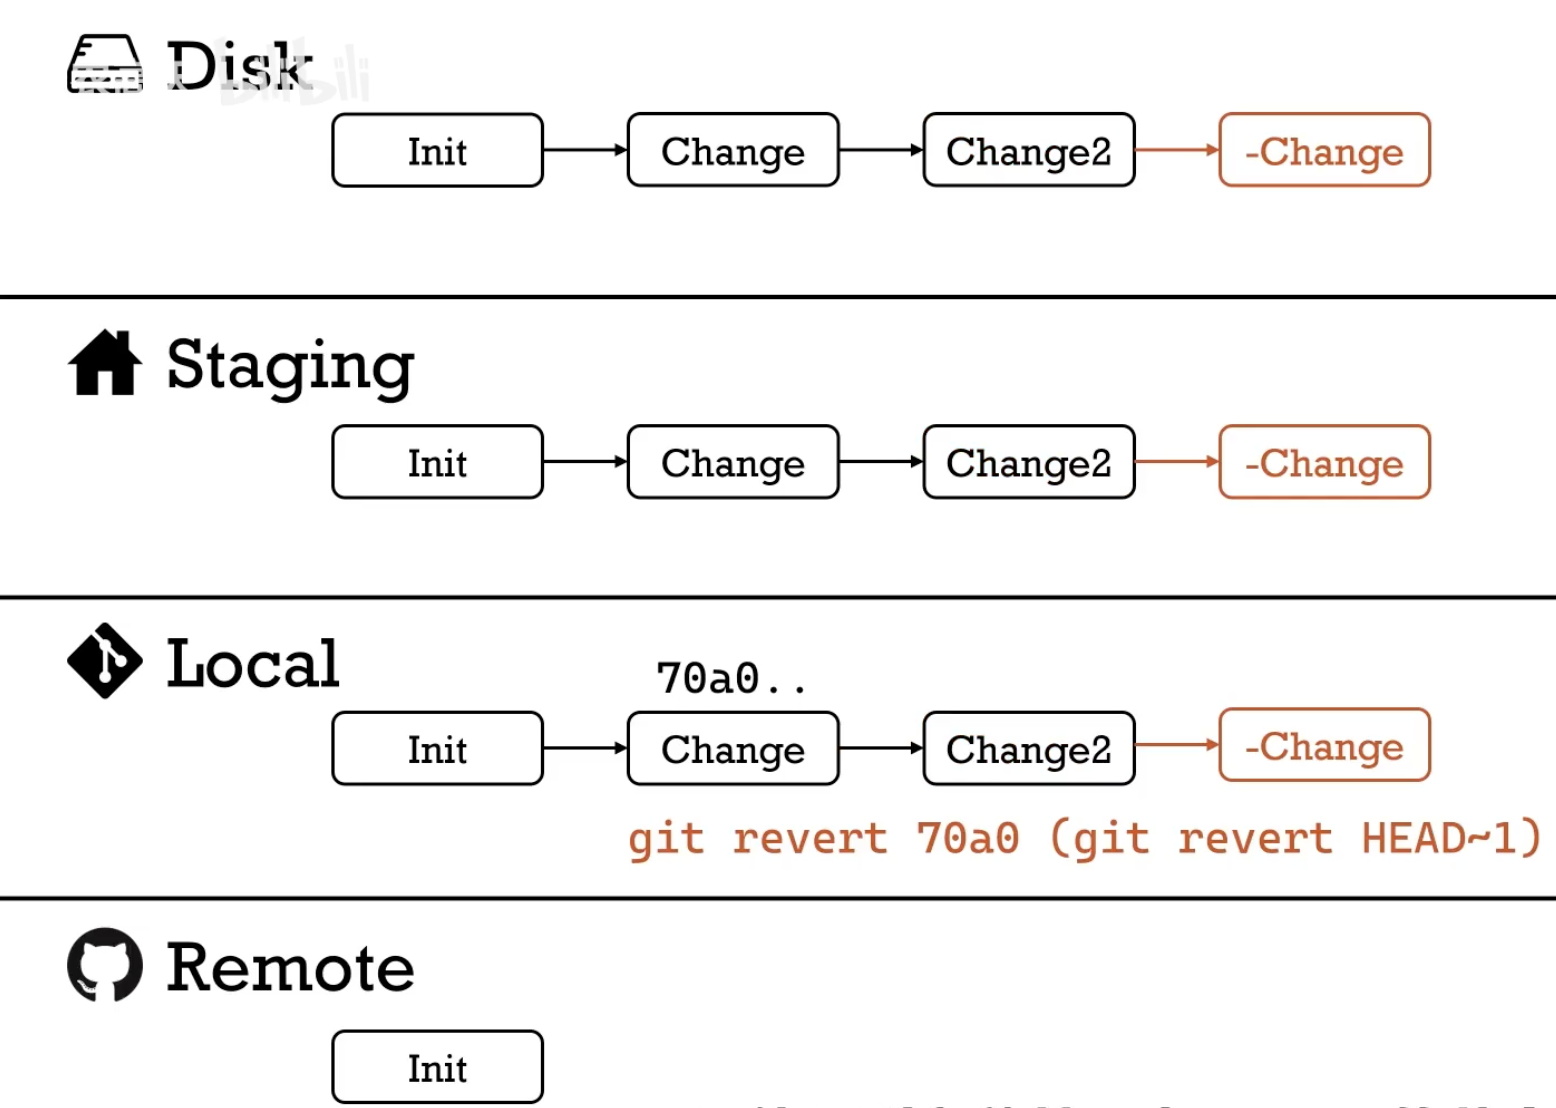 Disk
bilibili
Init
Change
Change2
-Change
Staging
Init
Change
Change2
-Change
Local
70a0..
Init
Change
Change2
-Change
git revert 70a0 (git revert HEAD~1)
Remote
Init